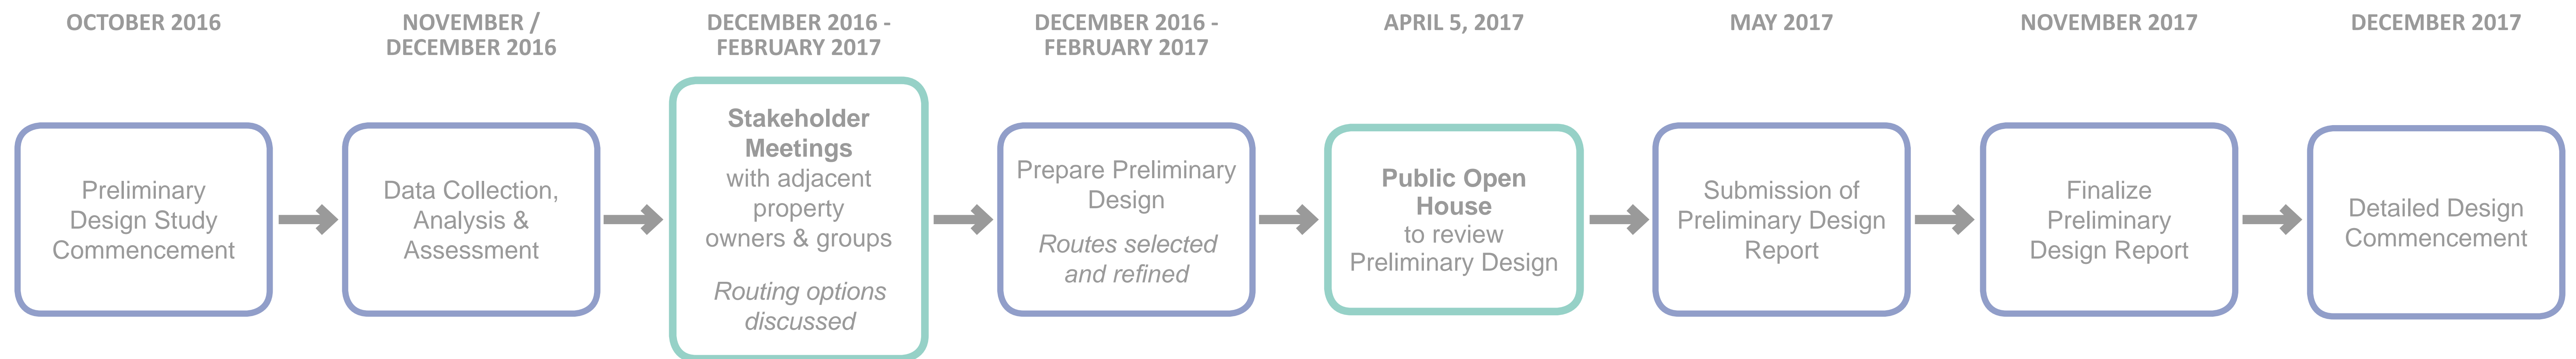 OCTOBER 2016
NOVEMBER /
DECEMBER 2016
DECEMBER 2016 -
FEBRUARY 2017
DECEMBER 2016 -
FEBRUARY 2017
APRIL 5, 2017
MAY 2017
NOVEMBER 2017
DECEMBER 2017
Preliminary
Design Study
Commencement
Data Collection,
Analysis &
Assessment
Stakeholder
Meetings
with adjacent
property
owners & groups
Routing options
discussed
Prepare Preliminary
Design
Routes selected
and refined
Public Open
House
to review
Preliminary Design
Submission of
Preliminary Design
Report
Finalize
Preliminary
Design Report
Detailed Design
Commencement